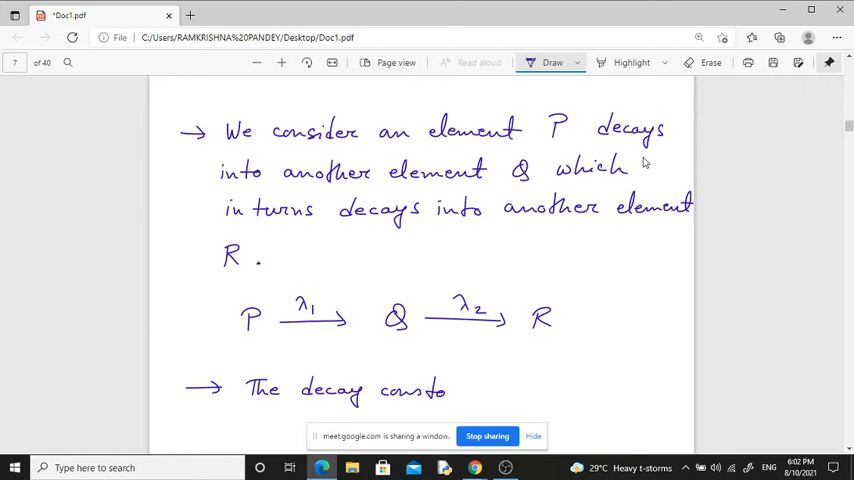 *Doc1.pdf
File
C:/Users/RAMKRISHNA%20PANDEY/Desktop/Doc1.pdf
7 of 40
Page view
Read aloud
Draw
Highlight
Erase
→ We consider an element P decays
into another element Q which
in turns decays into another element
R .
P λ1→ Q λ2→ R
→ The decay consto
meet.google.com is sharing a window. Stop sharing Hide
Type here to search
29°C Heavy t-storms
ENG
6:02 PM
8/10/2021